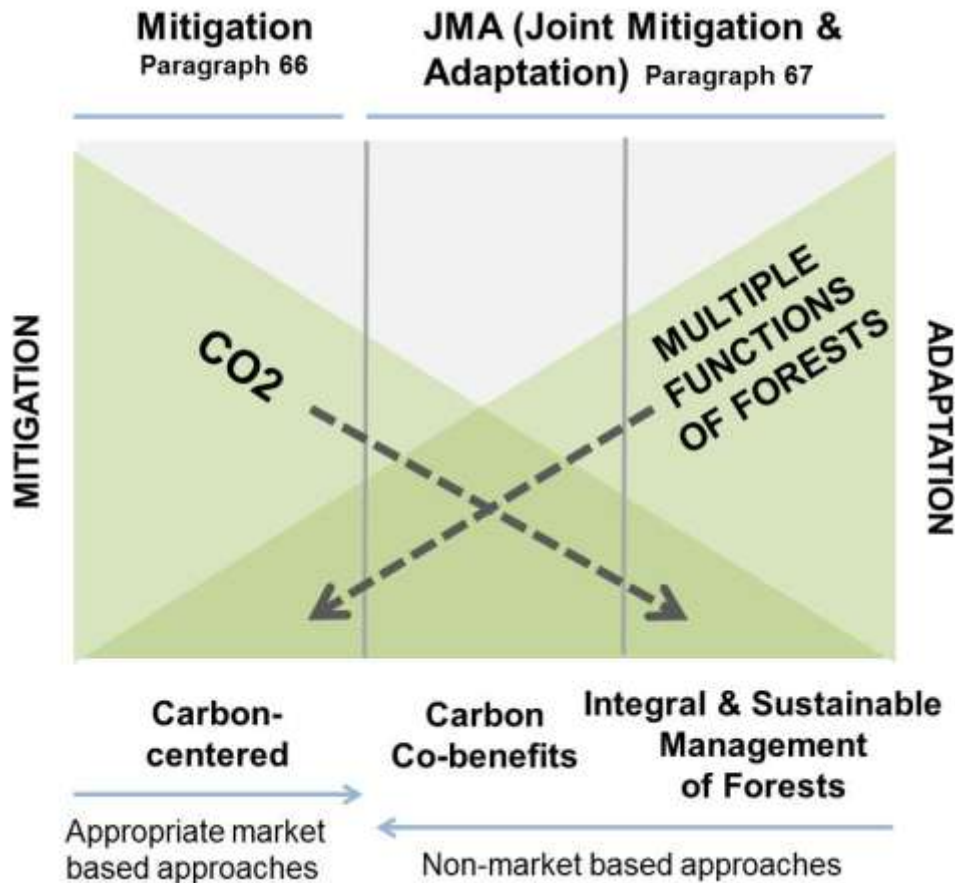 Mitigation
Paragraph 66
JMA (Joint Mitigation &
Adaptation) Paragraph 67
MITIGATION
CO2
MULTIPLE
FUNCTIONS
OF FORESTS
ADAPTATION
Carbon-
centered
Carbon
Co-benefits
Integral & Sustainable
Management
of Forests
Appropriate market
based approaches
Non-market based approaches